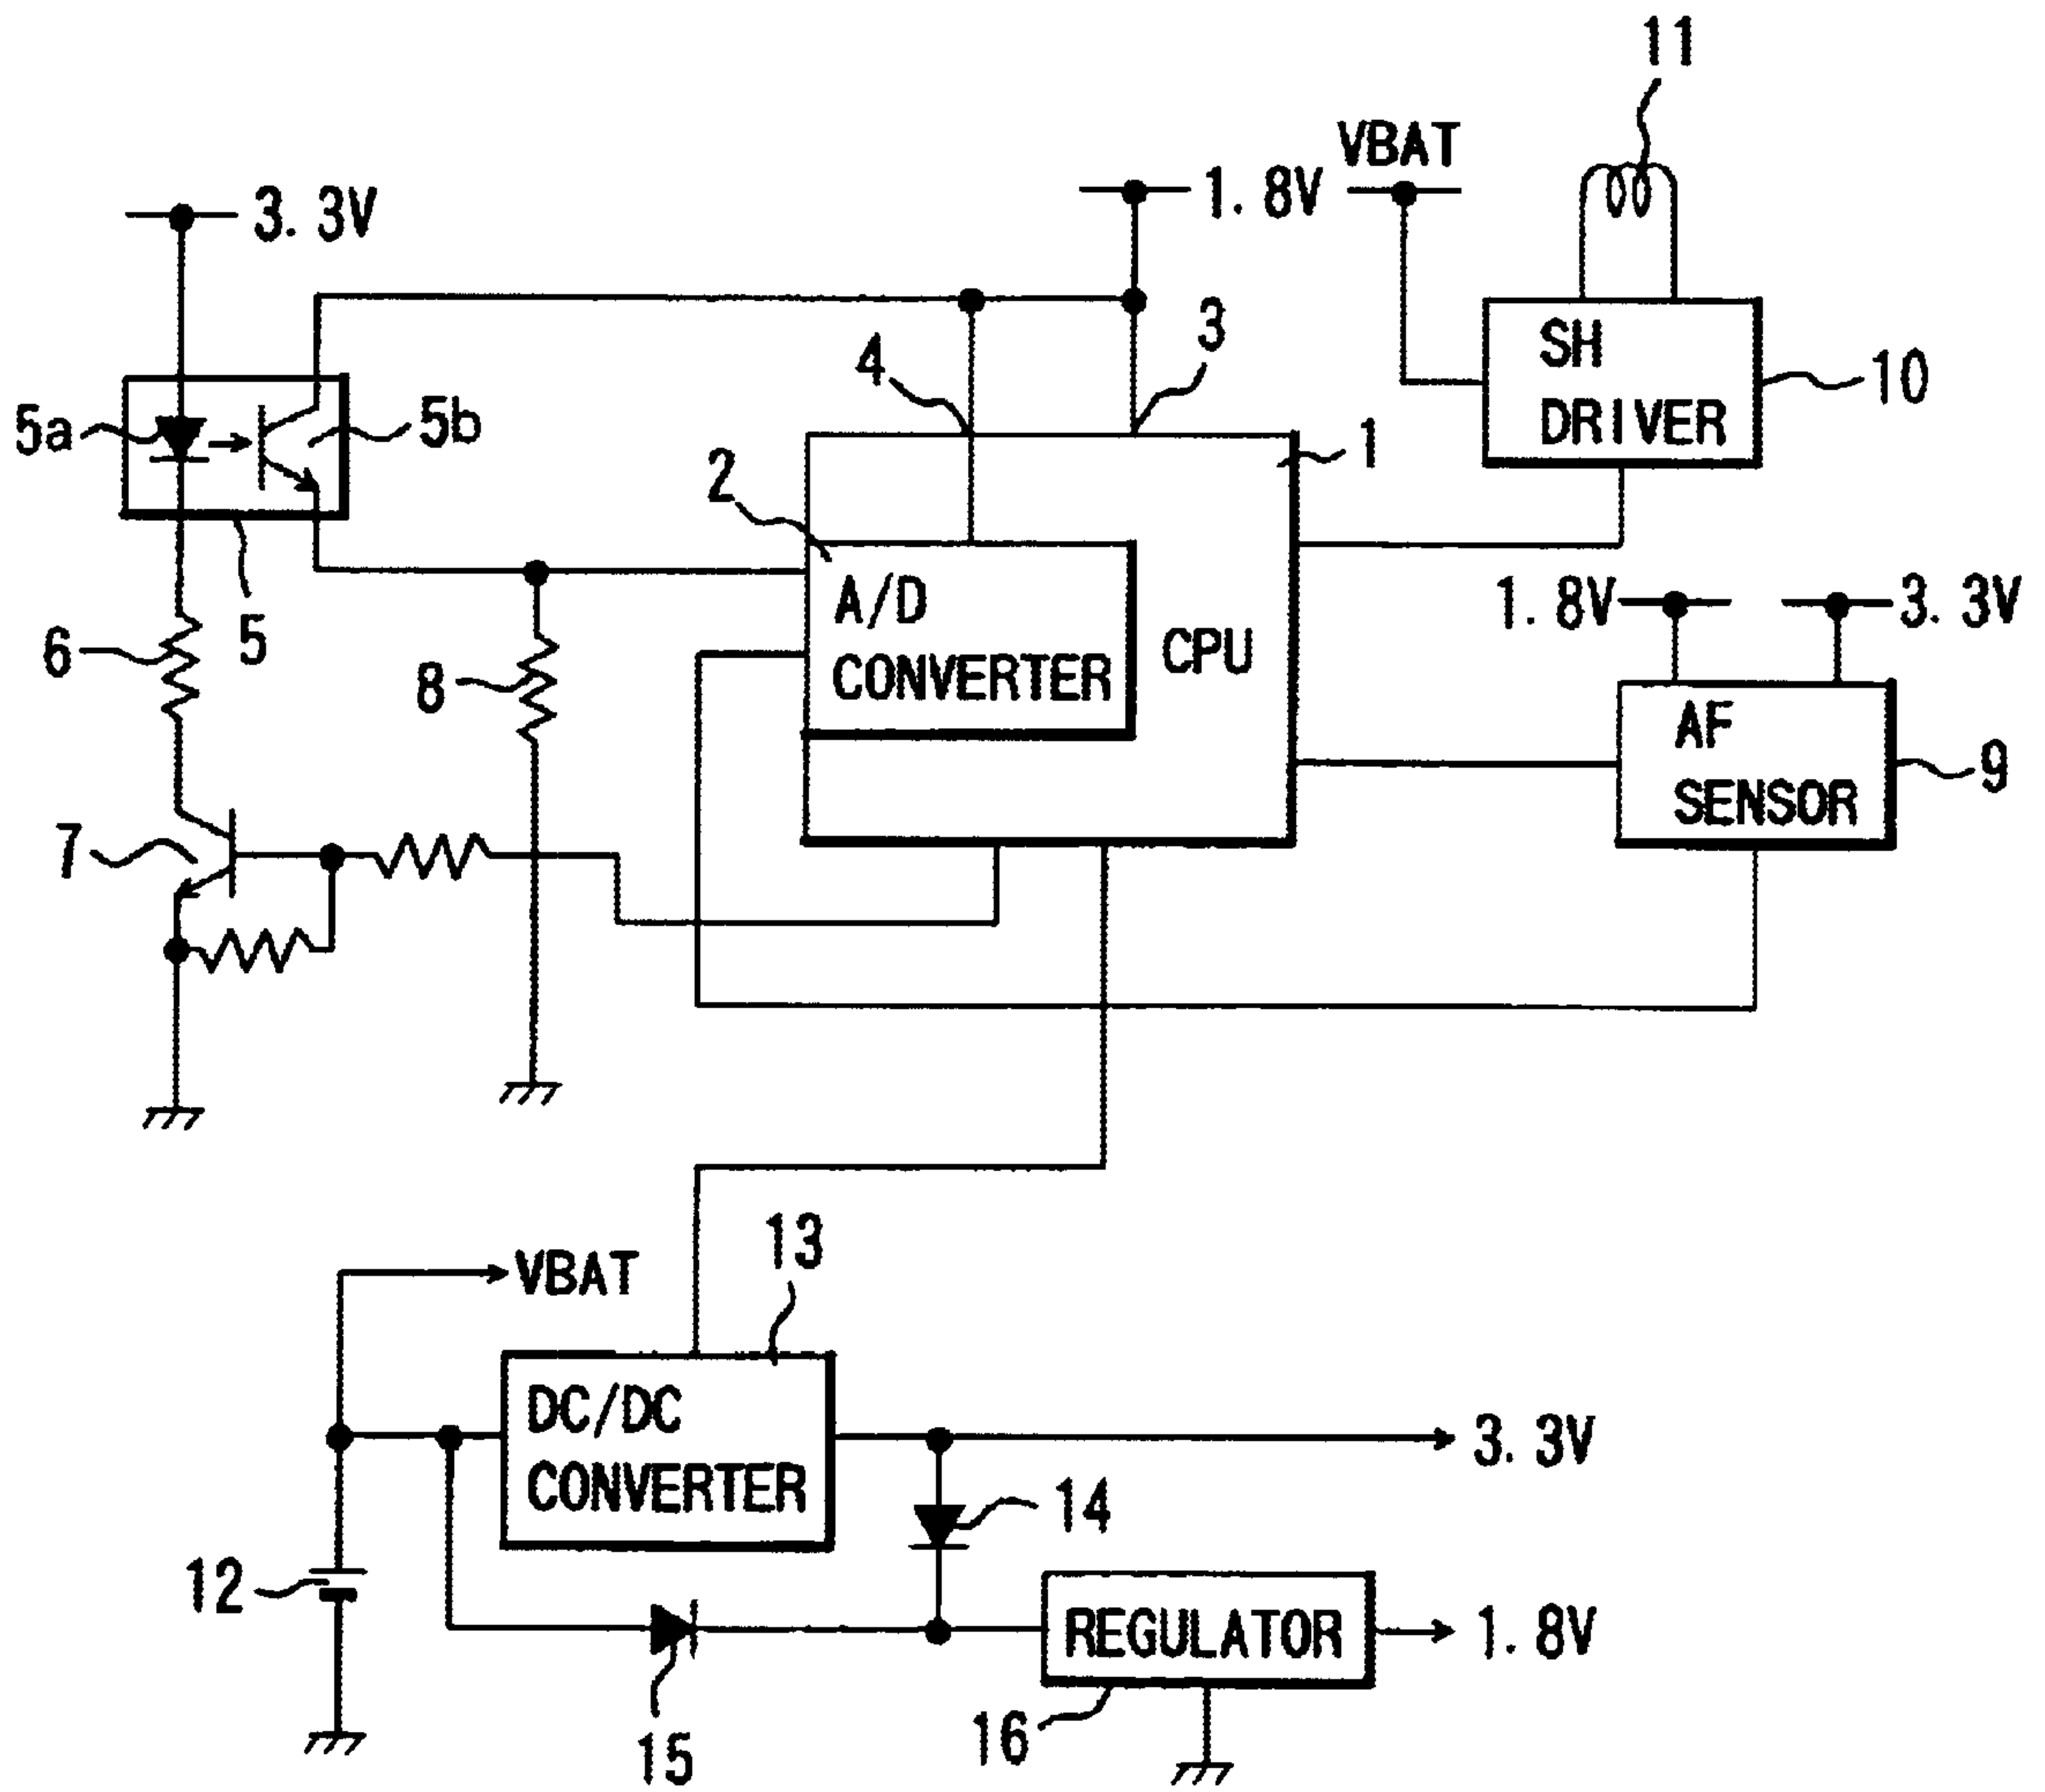 11
VBAT
1.8V
3.3V
3
4
SH
DRIVER
10
5a
5b
1
2
A/D
CONVERTER
CPU
1.8V
3.3V
5
6
8
AF
SENSOR
9
7
13
VBAT
DC/DC
CONVERTER
3.3V
14
12
REGULATOR
1.8V
15
16